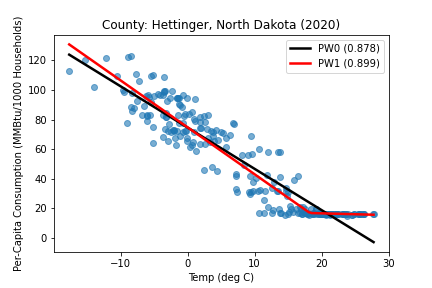 County: Hettinger, North Dakota (2020)
PW0 (0.878)
PW1 (0.899)
Per-Capita Consumption (MMBtu/1000 Households)
120
100
80
60
40
20
0
−10
0
10
20
30
Temp (deg C)